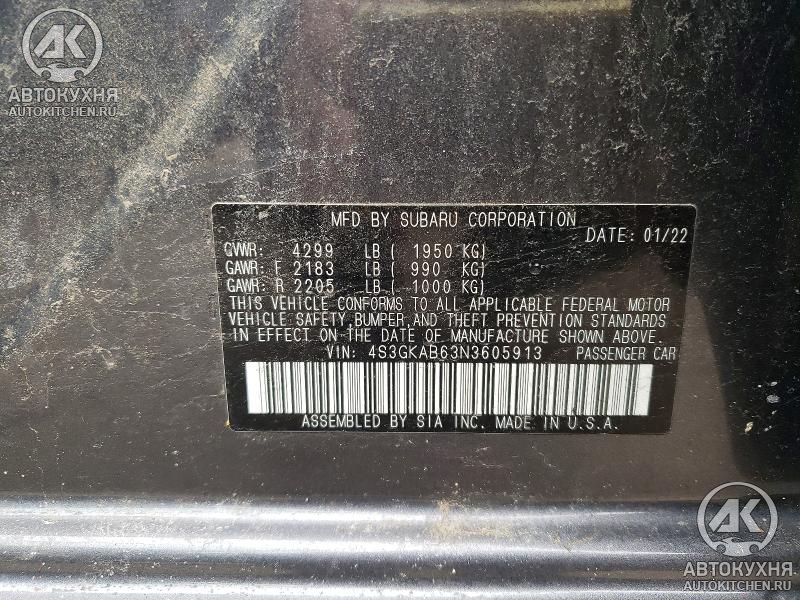 АК
АВТОКУХНЯ
AUTOKITCHEN.RU
MFD BY SUBARU CORPORATION
DATE: 01/22
GVWR: 4299 LB ( 1950 KG)
GAWR: F 2183 LB ( 990 KG)
GAWR: R 2205 LB ( 1000 KG)
THIS VEHICLE CONFORMS TO ALL APPLICABLE FEDERAL MOTOR
VEHICLE SAFETY, BUMPER, AND THEFT PREVENTION STANDARDS
IN EFFECT ON THE DATE OF MANUFACTURE SHOWN ABOVE.
VIN: 4S3GKAB63N3605913 PASSENGER CAR
ASSEMBLED BY SIA INC. MADE IN U.S.A.
АК
АВТОКУХНЯ
AUTOKITCHEN.RU